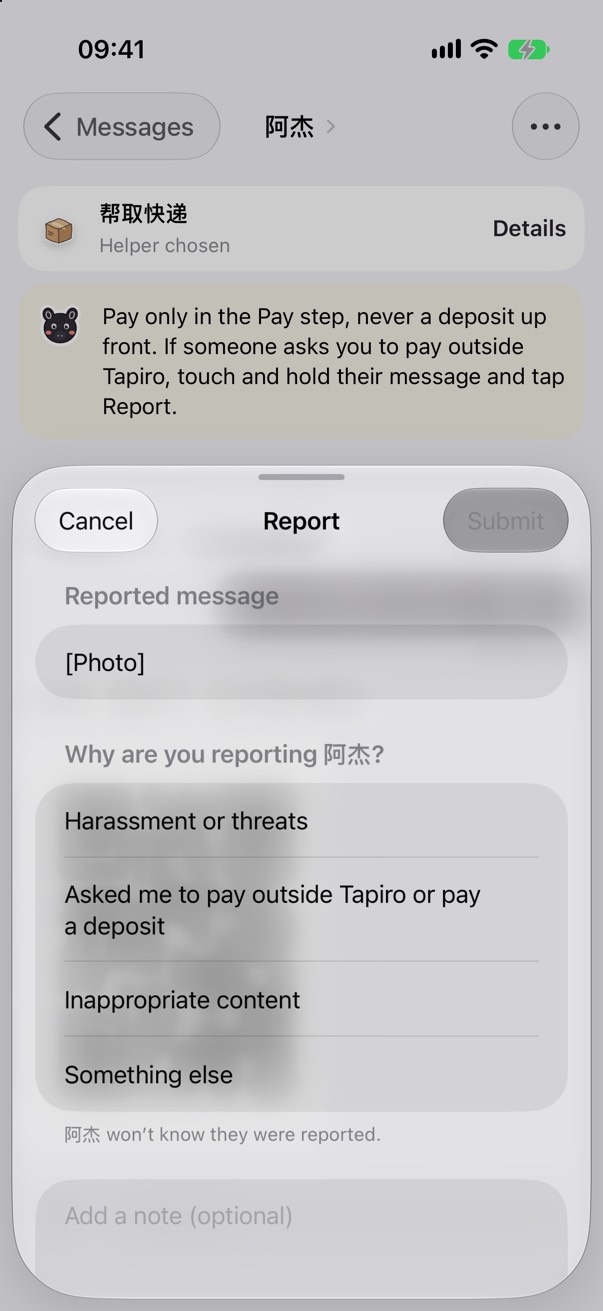 09:41
Messages
阿杰
帮取快递
Helper chosen
Details
Pay only in the Pay step, never a deposit up
front. If someone asks you to pay outside
Tapiro, touch and hold their message and tap
Report.
Cancel
Report
Submit
Reported message
[Photo]
Why are you reporting 阿杰?
Harassment or threats
Asked me to pay outside Tapiro or pay
a deposit
Inappropriate content
Something else
阿杰 won’t know they were reported.
Add a note (optional)